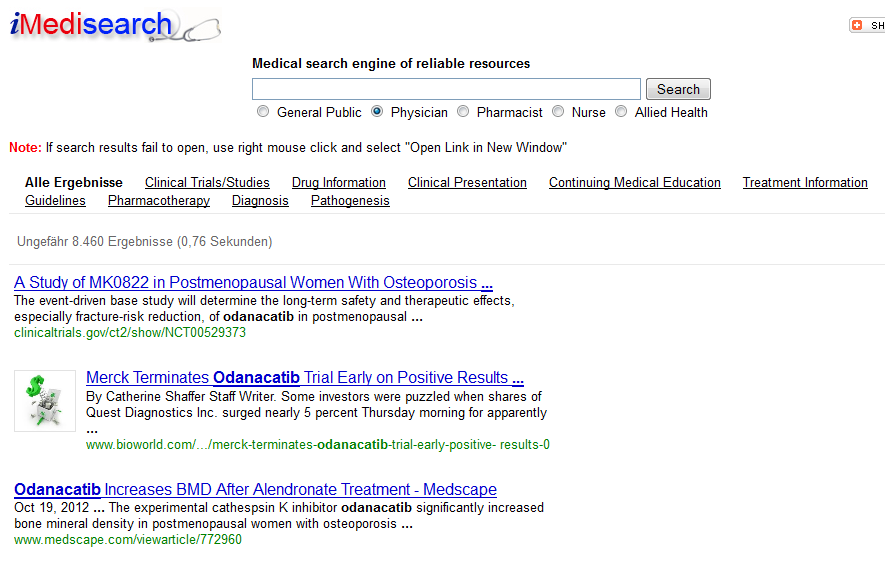 iMedisearch
SH
Medical search engine of reliable resources
Search
General Public Physician Pharmacist Nurse Allied Health
Note: If search results fail to open, use right mouse click and select "Open Link in New Window"
Alle Ergebnisse Clinical Trials/Studies Drug Information Clinical Presentation Continuing Medical Education Treatment Information
Guidelines Pharmacotherapy Diagnosis Pathogenesis
Ungefähr 8.460 Ergebnisse (0,76 Sekunden)
A Study of MK0822 in Postmenopausal Women With Osteoporosis ...
The event-driven base study will determine the long-term safety and therapeutic effects,
especially fracture-risk reduction, of odanacatib in postmenopausal ...
clinicaltrials.gov/ct2/show/NCT00529373
Merck Terminates Odanacatib Trial Early on Positive Results ...
By Catherine Shaffer Staff Writer. Some investors were puzzled when shares of
Quest Diagnostics Inc. surged nearly 5 percent Thursday morning for apparently
...
www.bioworld.com/.../merck-terminates-odanacatib-trial-early-positive- results-0
Odanacatib Increases BMD After Alendronate Treatment - Medscape
Oct 19, 2012 ... The experimental cathespsin K inhibitor odanacatib significantly increased
bone mineral density in postmenopausal women with osteoporosis ...
www.medscape.com/viewarticle/772960